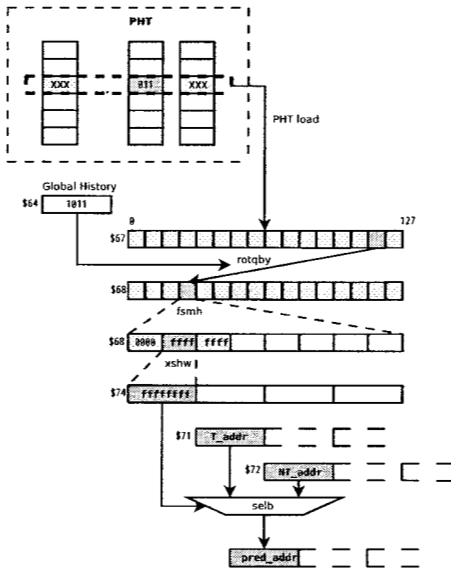 PHT
XXX 011 XXX
PHT load
Global History
$64 1011
0 127
$67
rotqby
$68
fsmh
$68 0000 ffff ffff
xshw
$74 ffffffff
$71 T_addr
$72 NT_addr
selb
pred_addr